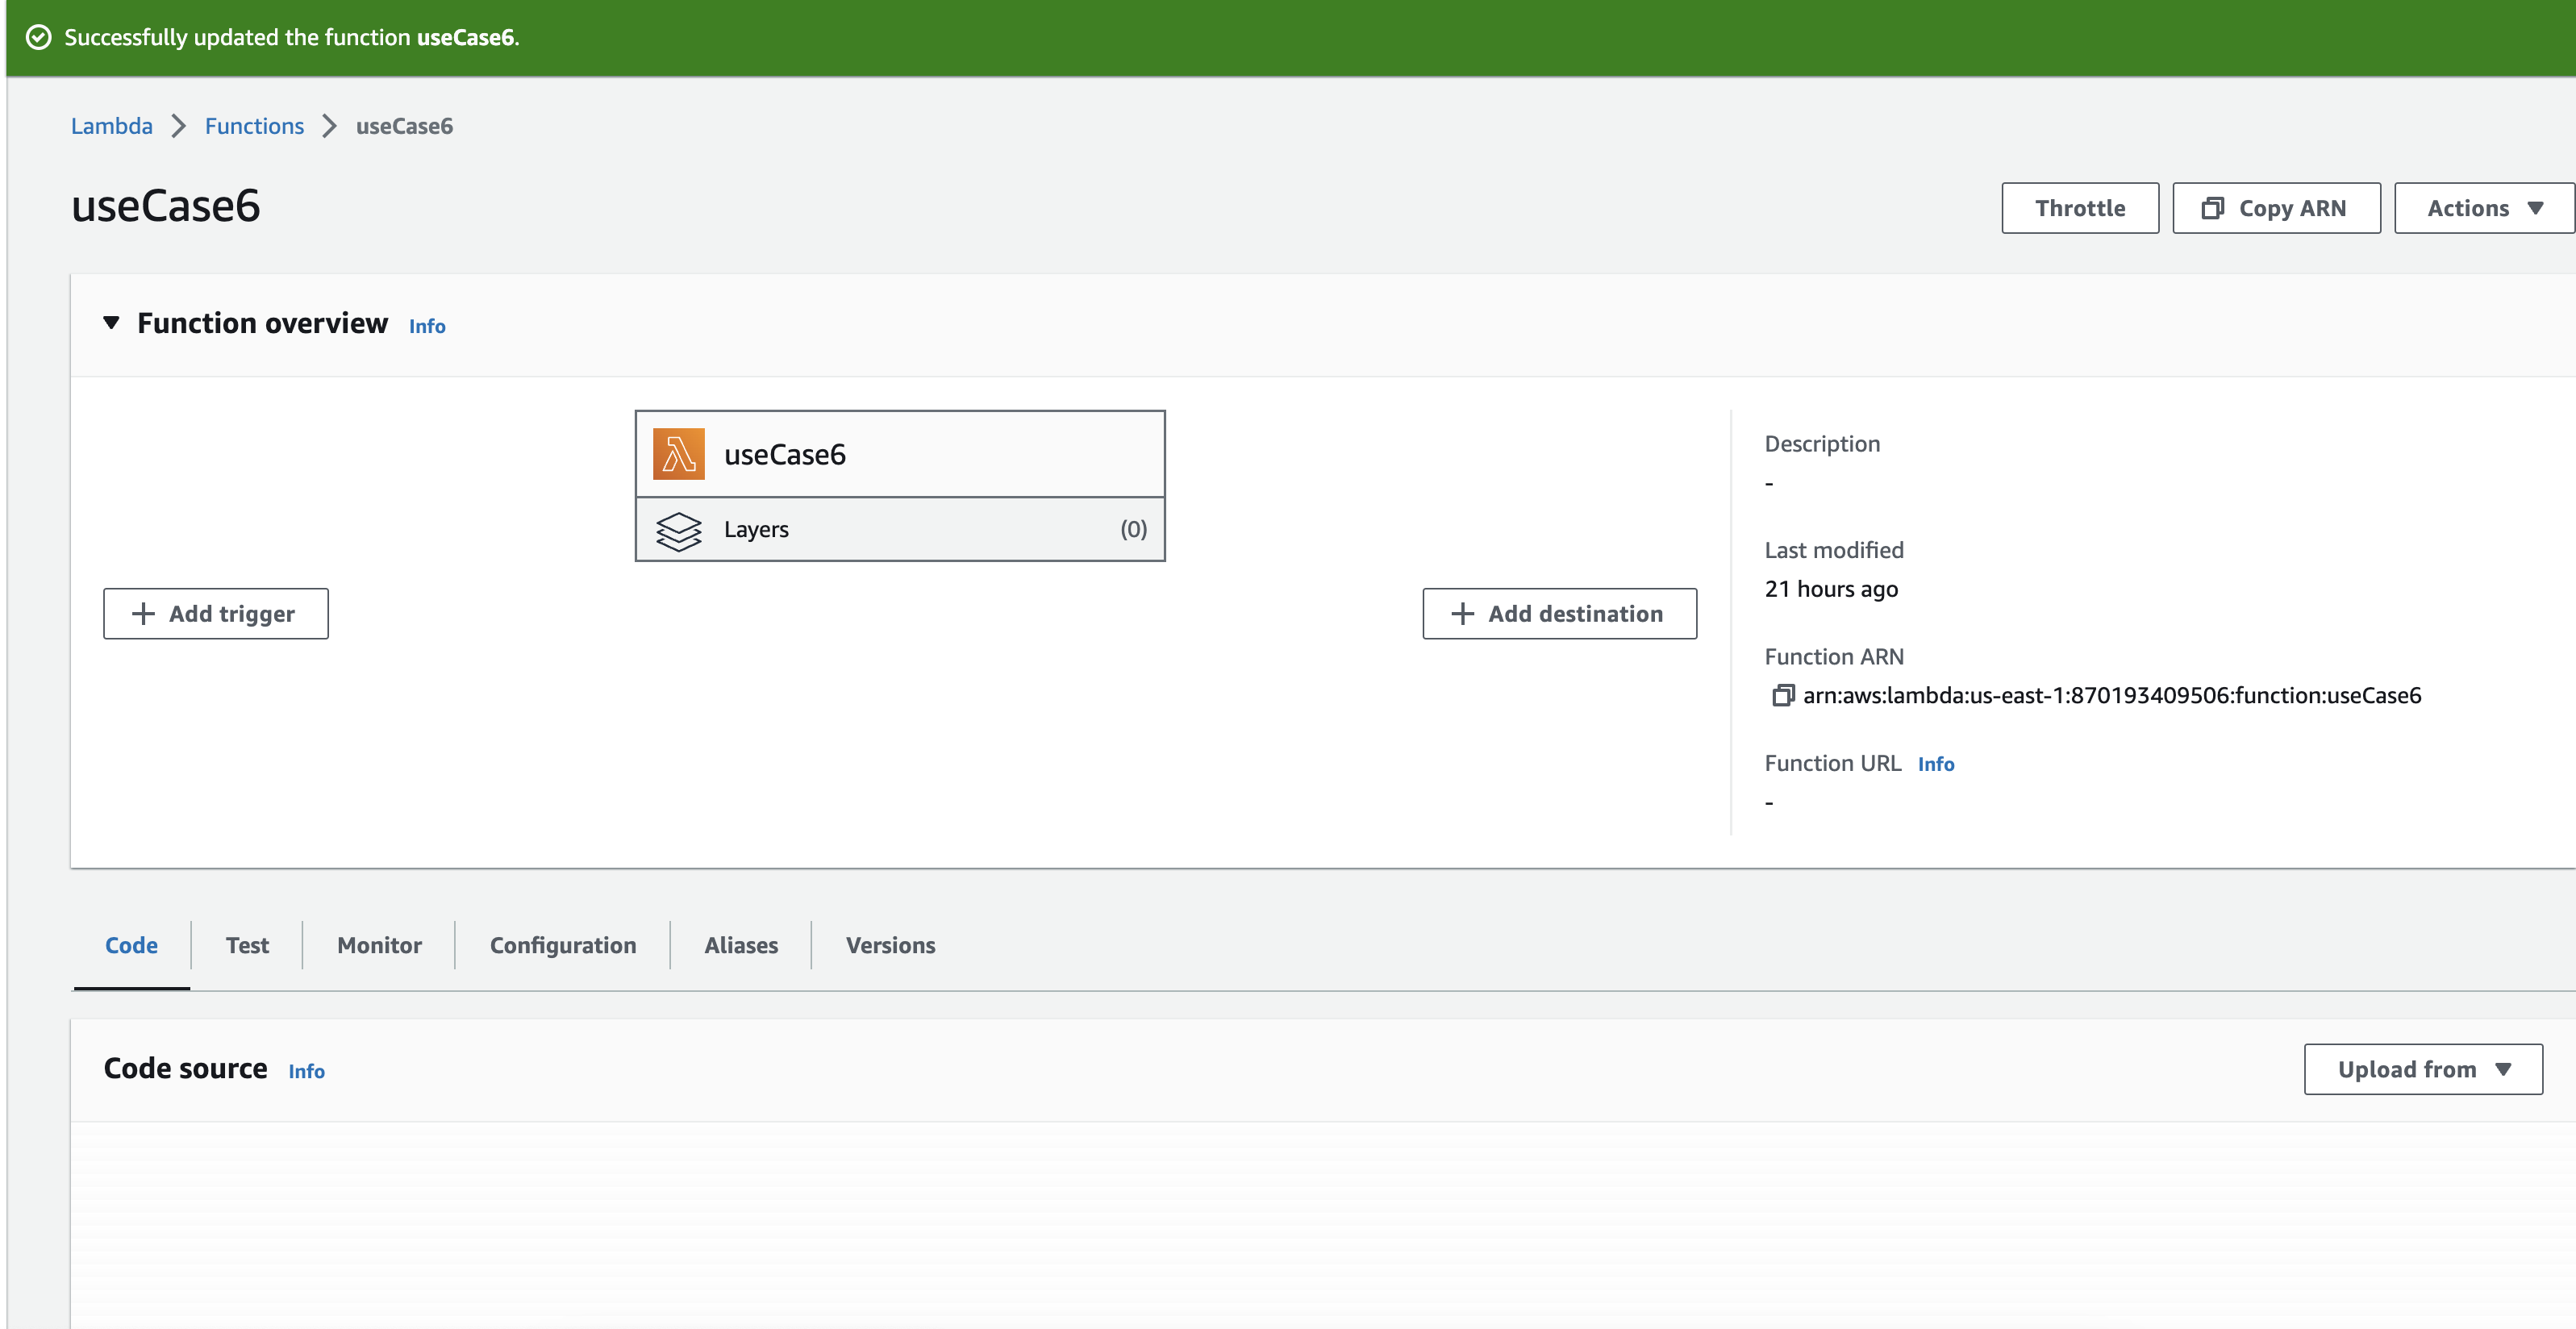 Successfully updated the function useCase6.
Lambda > Functions > useCase6
useCase6
Throttle
Copy ARN
Actions
Function overview Info
useCase6
Layers (0)
Add trigger
Add destination
Description
-
Last modified
21 hours ago
Function ARN
arn:aws:lambda:us-east-1:870193409506:function:useCase6
Function URL Info
-
Code Test Monitor Configuration Aliases Versions
Code source Info
Upload from